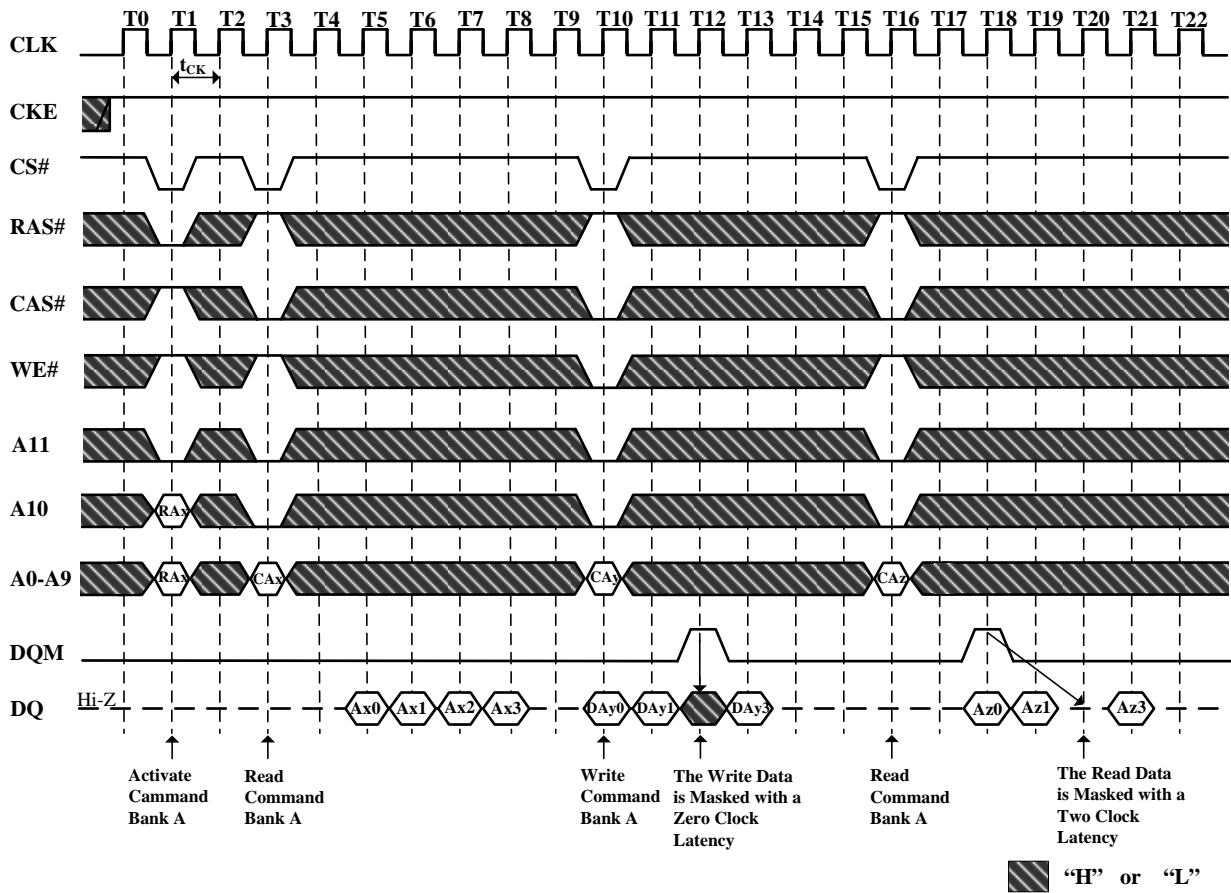 T0 T1 T2 T3 T4 T5 T6 T7 T8 T9 T10 T11 T12 T13 T14 T15 T16 T17 T18 T19 T20 T21 T22
CLK
tCK
CKE
CS#
RAS#
CAS#
WE#
A11
A10 RAx
A0-A9 RAx CAx CAy CAz
DQM
DQ Hi-Z Ax0 Ax1 Ax2 Ax3 DAy0 DAy1 DAy3 Az0 Az1 Az3
Activate
Cammand
Bank A
Read
Command
Bank A
Write
Command
Bank A
The Write Data
is Masked with a
Zero Clock
Latency
Read
Command
Bank A
The Read Data
is Masked with a
Two Clock
Latency
“H” or “L”